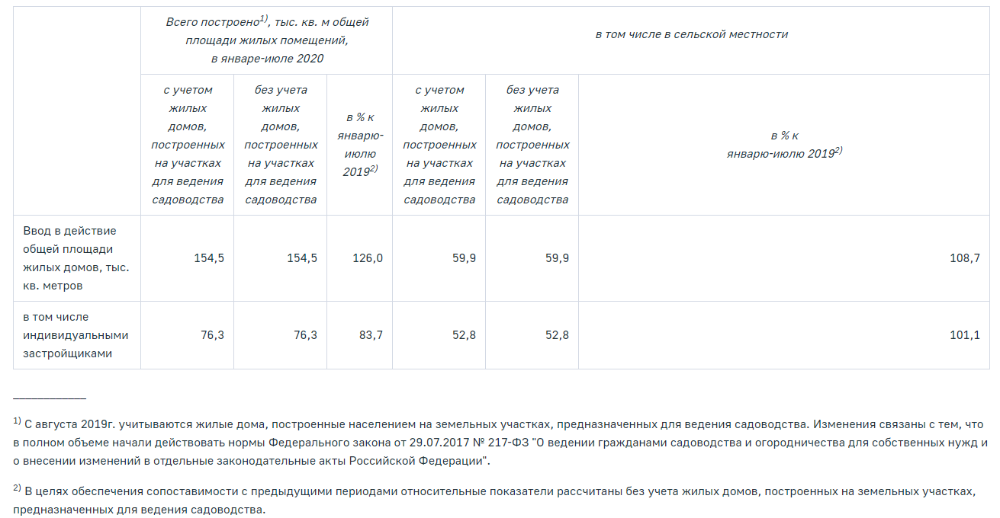 Всего построено1), тыс. кв. м общей
площади жилых помещений,
в январе-июле 2020
в том числе в сельской местности
с учетом
жилых
домов,
построенных
на участках
для ведения
садоводства
без учета
жилых
домов,
построенных
на участках
для ведения
садоводства
в % к
январю-
июлю
20192)
с учетом
жилых
домов,
построенных
на участках
для ведения
садоводства
без учета
жилых
домов,
построенных
на участках
для ведения
садоводства
в % к
январю-июлю 20192)
Ввод в действие
общей площади
жилых домов, тыс.
кв. метров
154,5
154,5
126,0
59,9
59,9
108,7
в том числе
индивидуальными
застройщиками
76,3
76,3
83,7
52,8
52,8
101,1
____________
1) С августа 2019г. учитываются жилые дома, построенные населением на земельных участках, предназначенных для ведения садоводства. Изменения связаны с тем, что
в полном объеме начали действовать нормы Федерального закона от 29.07.2017 № 217-ФЗ "О ведении гражданами садоводства и огородничества для собственных нужд и
о внесении изменений в отдельные законодательные акты Российской Федерации".
2) В целях обеспечения сопоставимости с предыдущими периодами относительные показатели рассчитаны без учета жилых домов, построенных на земельных участках,
предназначенных для ведения садоводства.